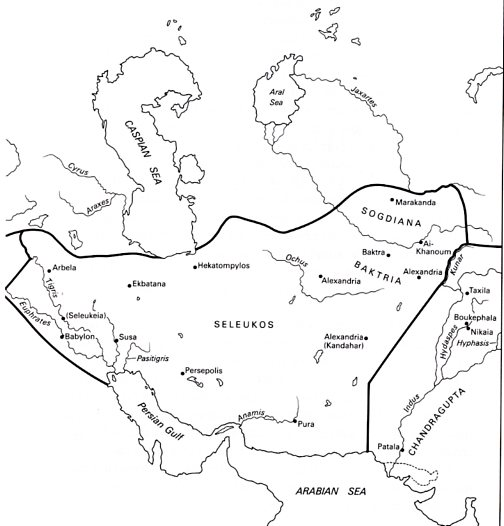 Aral
Sea
Jaxartes
CASPIAN SEA
Cyrus
Araxes
Marakanda
SOGDIANA
Ai-
Khanoum
Baktra
Kunar
Ochus
BAKTRIA
Arbela
Hekatompylos
Alexandria
Alexandria
Tigris
Ekbatana
Taxila
Euphrates
(Seleukeia)
SELEUKOS
Boukephala
Nikaia
Babylon
Susa
Alexandria
(Kandahar)
Hydaspes
Hyphasis
Pasitigris
Persepolis
Persian Gulf
Anamis
Pura
Indus
CHANDRAGUPTA
Patala
ARABIAN SEA